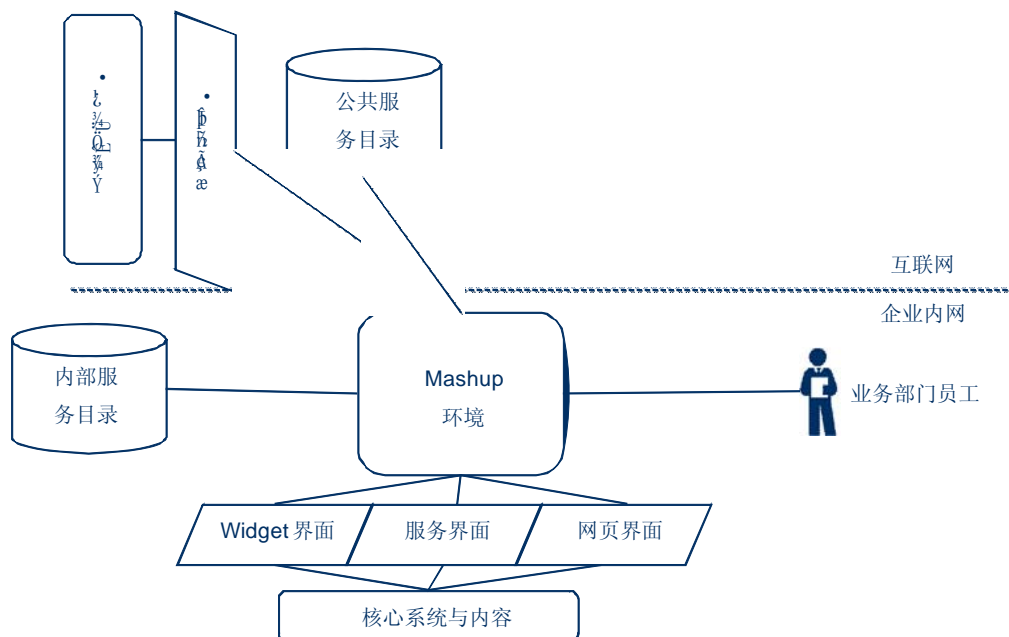 公共服
务目录
互联网
企业内网
内部服
务目录
Mashup
环境
业务部门员工
Widget 界面
服务界面
网页界面
核心系统与内容